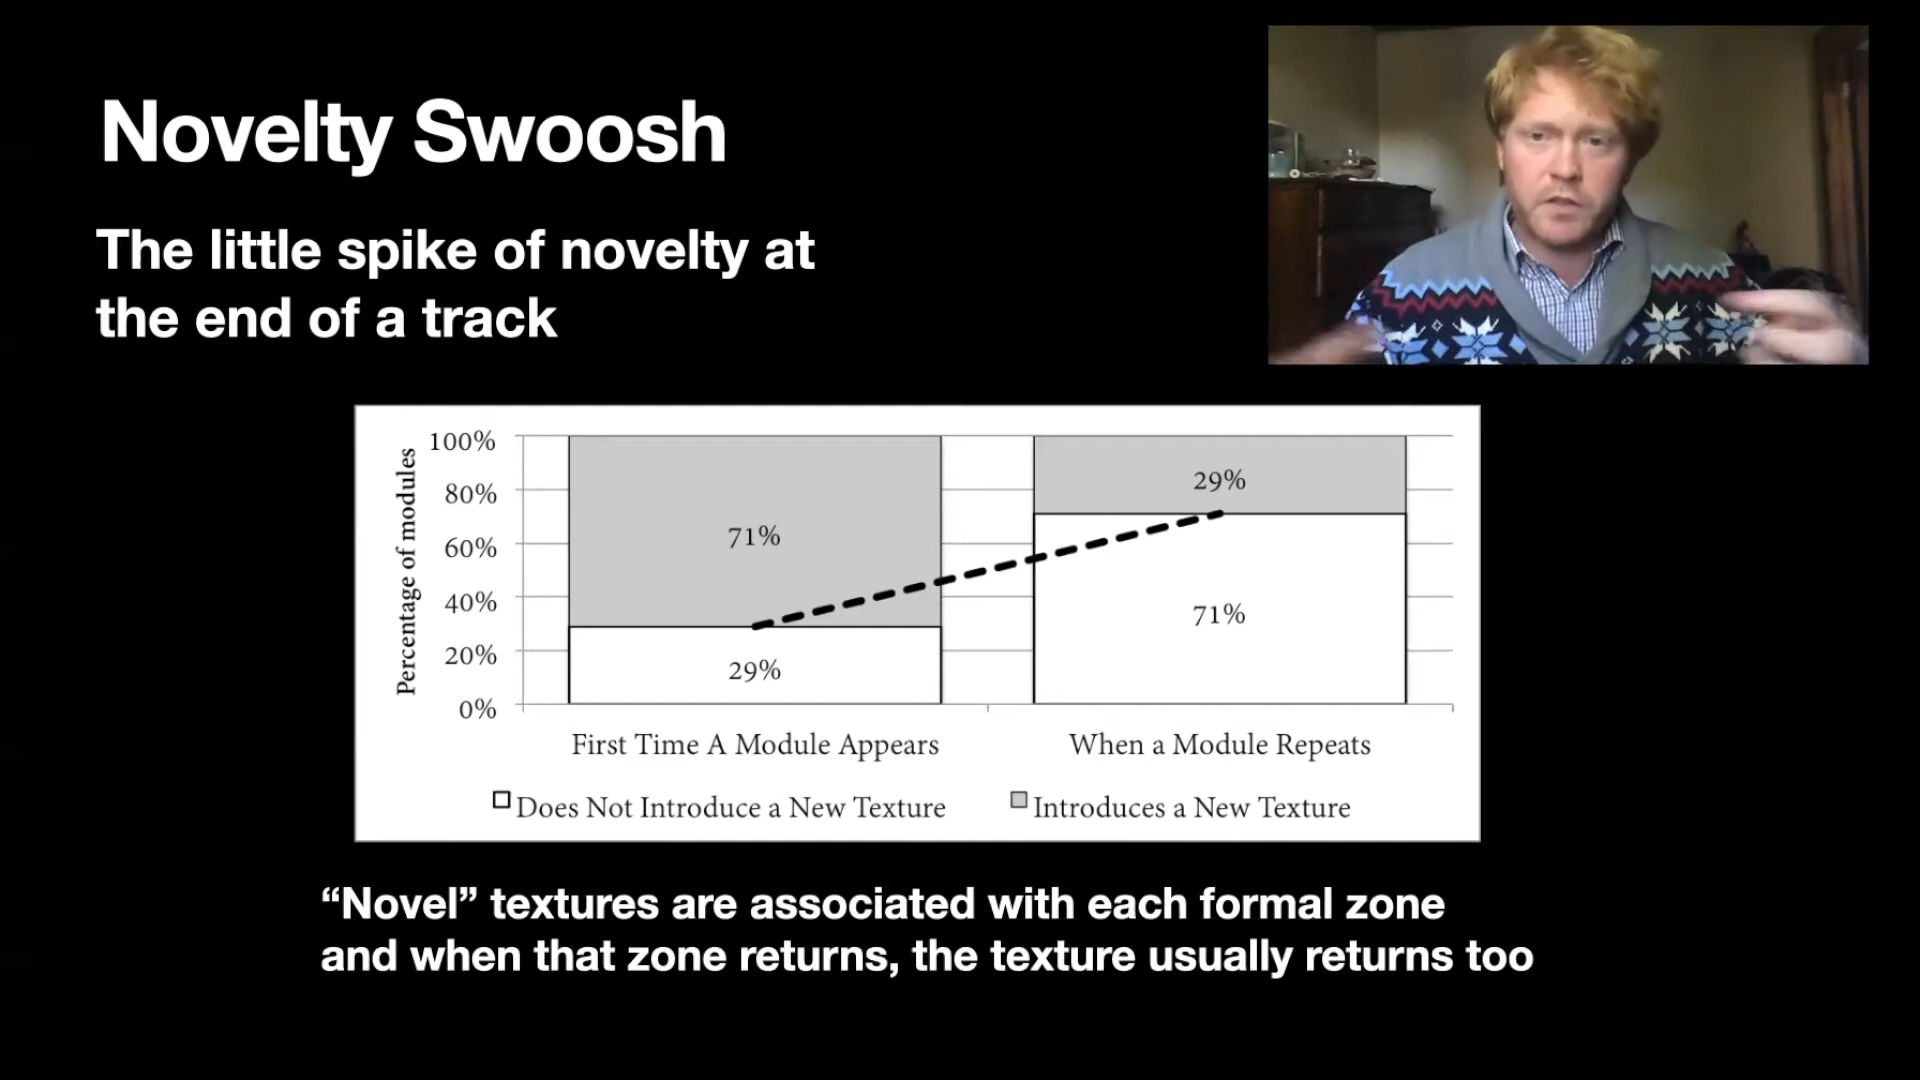 Novelty Swoosh
The little spike of novelty at
the end of a track
Percentage of modules
100%
80%
60%
40%
20%
0%
71%
29%
29%
71%
First Time A Module Appears
When a Module Repeats
Does Not Introduce a New Texture
Introduces a New Texture
“Novel” textures are associated with each formal zone
and when that zone returns, the texture usually returns too